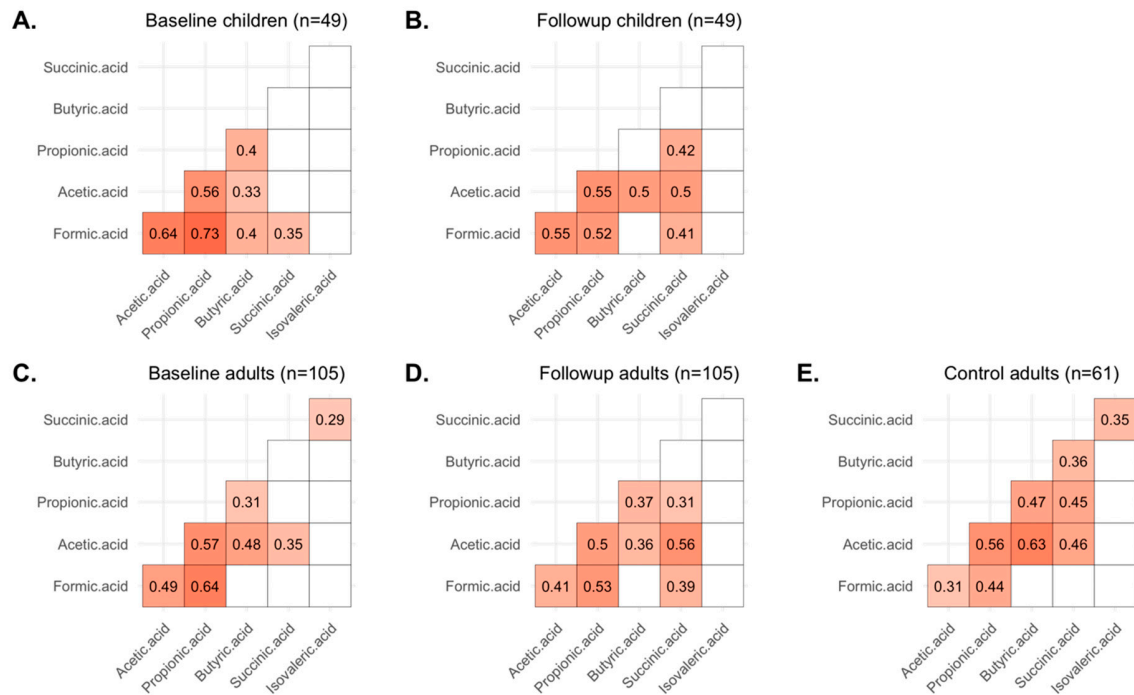 A. Baseline children (n=49)
Succinic.acid
Butyric.acid
Propionic.acid 0.4
Acetic.acid 0.56 0.33
Formic.acid 0.64 0.73 0.4 0.35
Acetic.acid Propionic.acid Butyric.acid Succinic.acid Isovaleric.acid
B. Followup children (n=49)
Succinic.acid
Butyric.acid
Propionic.acid 0.42
Acetic.acid 0.55 0.5 0.5
Formic.acid 0.55 0.52 0.41
Acetic.acid Propionic.acid Butyric.acid Succinic.acid Isovaleric.acid
C. Baseline adults (n=105)
Succinic.acid 0.29
Butyric.acid
Propionic.acid 0.31
Acetic.acid 0.57 0.48 0.35
Formic.acid 0.49 0.64
Acetic.acid Propionic.acid Butyric.acid Succinic.acid Isovaleric.acid
D. Followup adults (n=105)
Succinic.acid
Butyric.acid
Propionic.acid 0.37 0.31
Acetic.acid 0.5 0.36 0.56
Formic.acid 0.41 0.53 0.39
Acetic.acid Propionic.acid Butyric.acid Succinic.acid Isovaleric.acid
E. Control adults (n=61)
Succinic.acid 0.35
Butyric.acid 0.36
Propionic.acid 0.47 0.45
Acetic.acid 0.56 0.63 0.46
Formic.acid 0.31 0.44
Acetic.acid Propionic.acid Butyric.acid Succinic.acid Isovaleric.acid